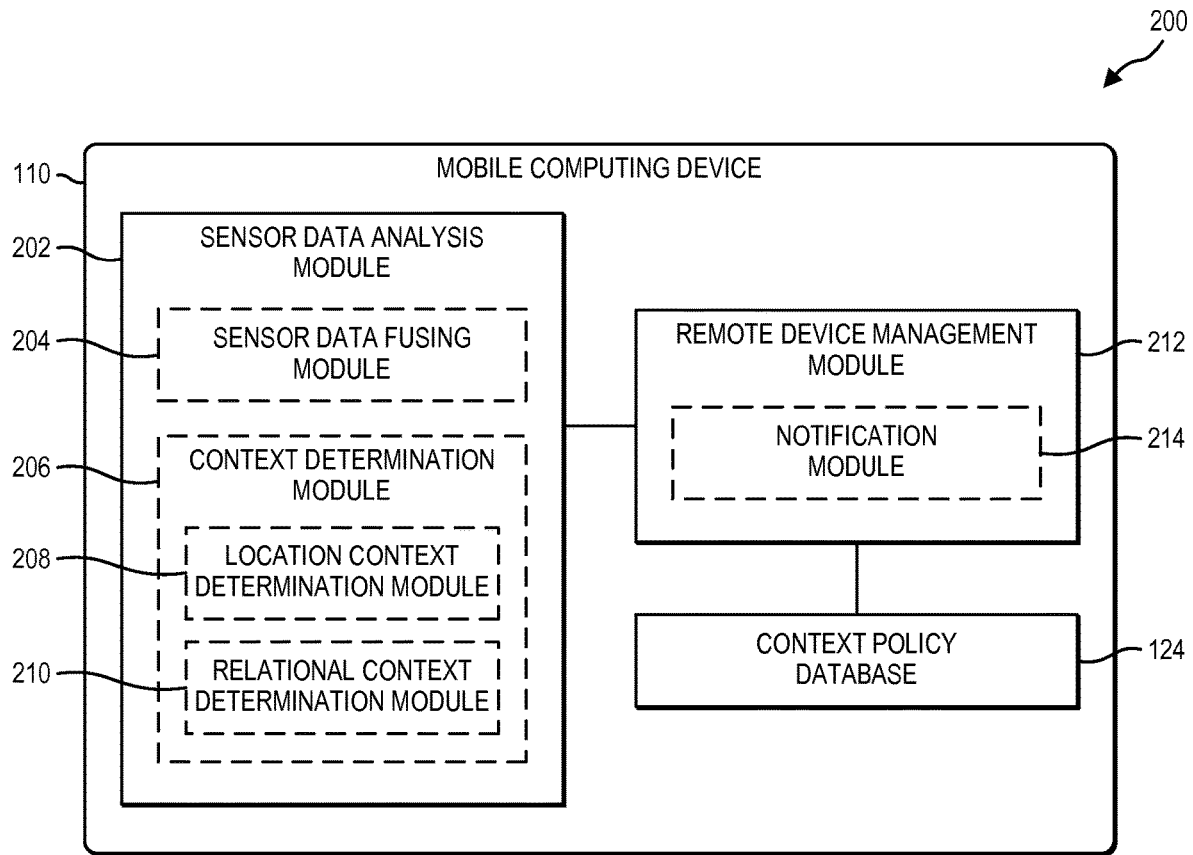 200
110
MOBILE COMPUTING DEVICE
202
SENSOR DATA ANALYSIS
MODULE
204
SENSOR DATA FUSING
MODULE
206
CONTEXT DETERMINATION
MODULE
208
LOCATION CONTEXT
DETERMINATION MODULE
210
RELATIONAL CONTEXT
DETERMINATION MODULE
REMOTE DEVICE MANAGEMENT
MODULE
212
NOTIFICATION
MODULE
214
CONTEXT POLICY
DATABASE
124